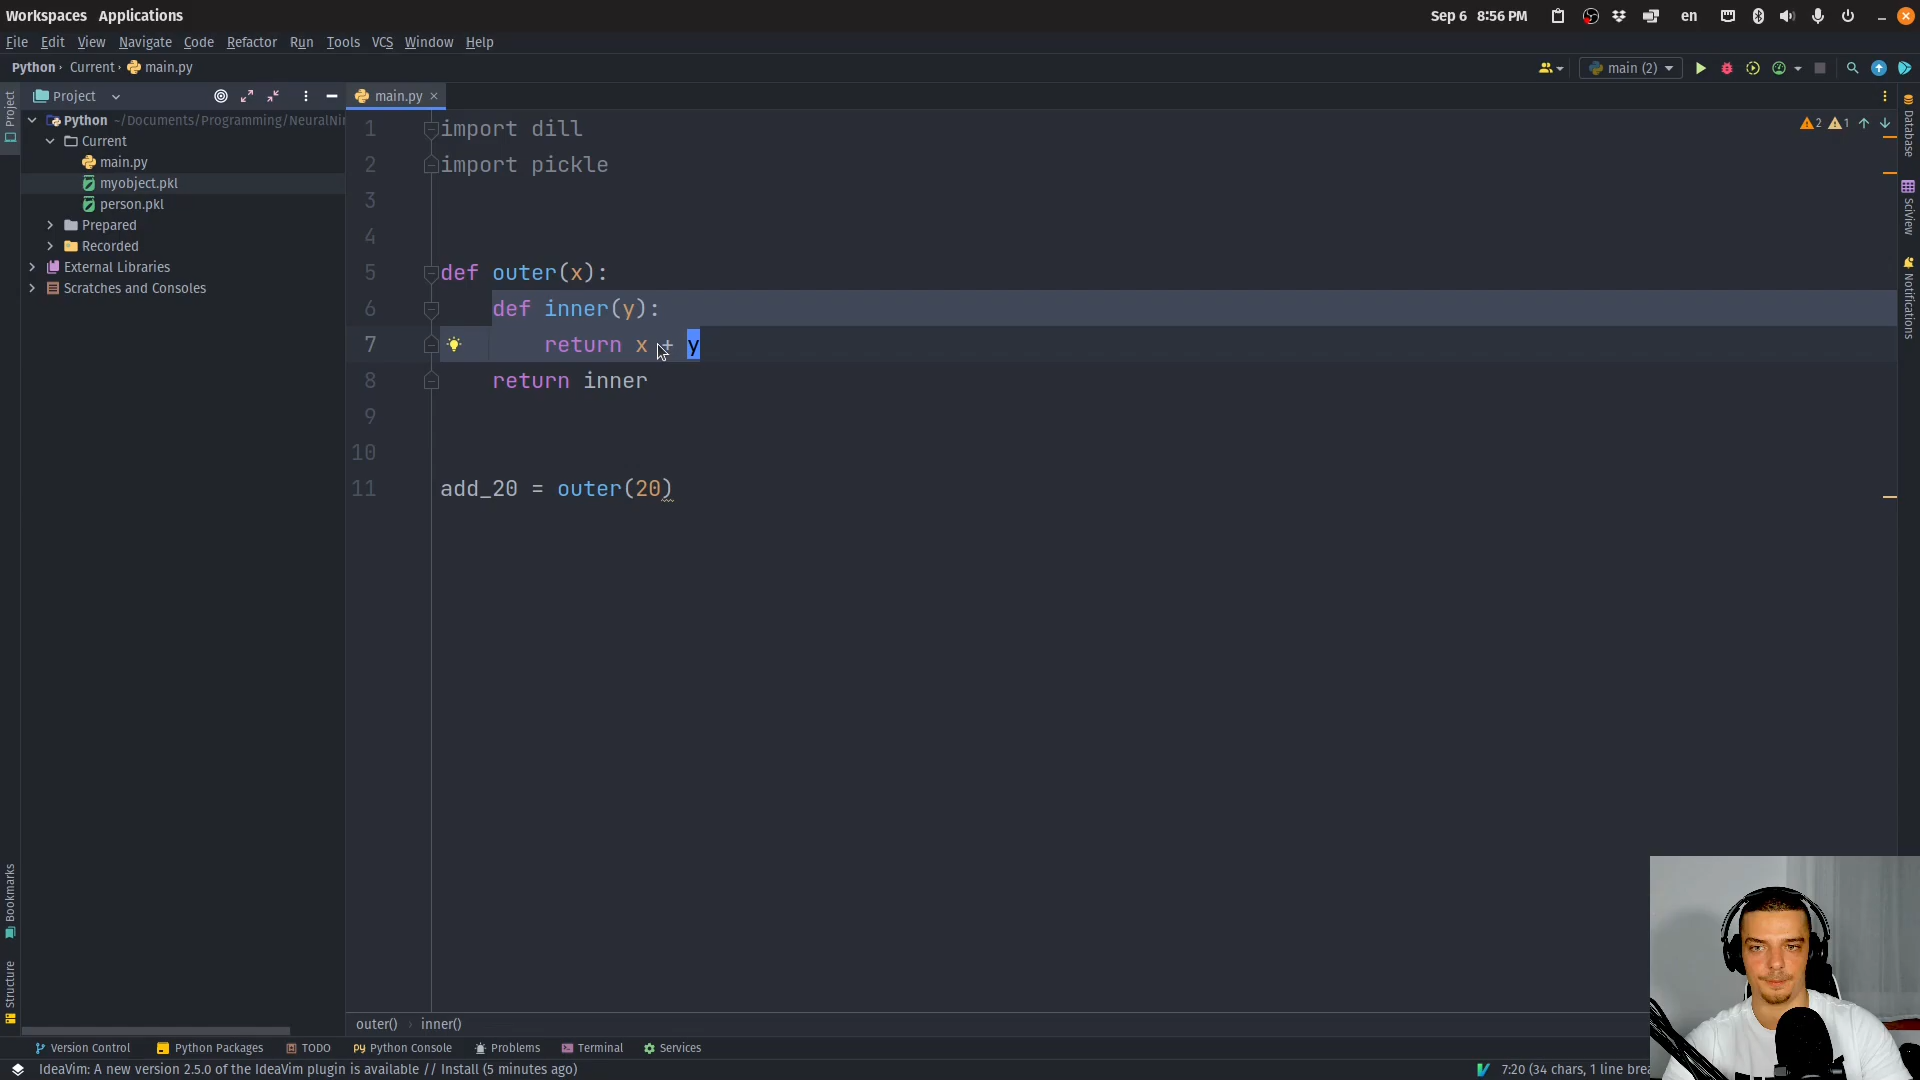 Workspaces Applications Sep 6 8:56 PM en
File Edit View Navigate Code Refactor Run Tools VCS Window Help
Python Current main.py main (2)
Project main.py
Project
Python ~/Documents/Programming/NeuralNi
Current
main.py
myobject.pkl
person.pkl
Prepared
Recorded
External Libraries
Scratches and Consoles
2 1
1 import dill
2 import pickle
3
4
5 def outer(x):
6 def inner(y):
7 return x + y
8 return inner
9
10
11 add_20 = outer(20)
Database
SciView
Notifications
Bookmarks
Structure
outer() inner()
Version Control Python Packages TODO Python Console Problems Terminal Services
IdeaVim: A new version 2.5.0 of the IdeaVim plugin is available // Install (5 minutes ago) 7:20 (34 chars, 1 line brea